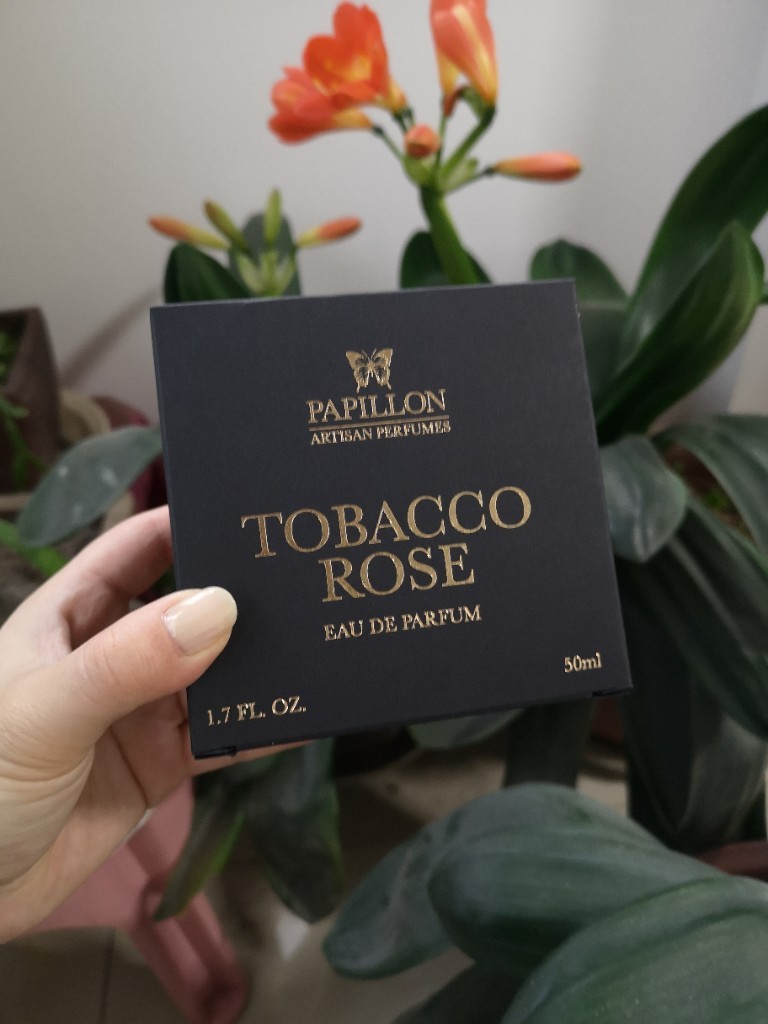 PAPILLON
ARTISAN PERFUMES
TOBACCO
ROSE
EAU DE PARFUM
50ml
1.7 FL. OZ.